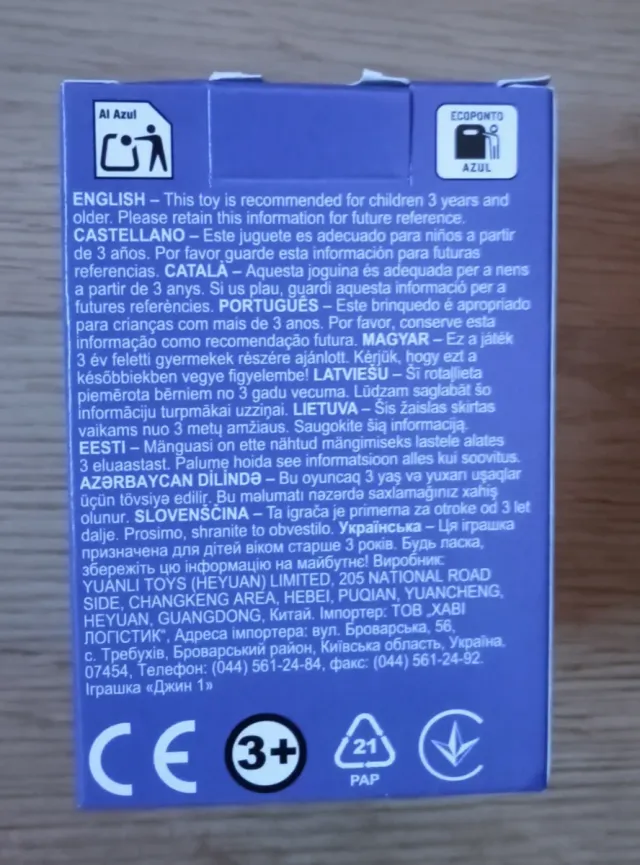 Al Azul
ECOPONTO
AZUL
ENGLISH – This toy is recommended for children 3 years and
older. Please retain this information for future reference.
CASTELLANO – Este juguete es adecuado para niños a partir
de 3 años. Por favor guarde esta información para futuras
referencias. CATALÀ – Aquesta joguina és adequada per a nens
a partir de 3 anys. Si us plau, guardi aquesta informació per a
futures referències. PORTUGUÊS – Este brinquedo é apropriado
para crianças com mais de 3 anos. Por favor, conserve esta
informação como recomendação futura. MAGYAR – Ez a játék
3 év feletti gyermekek részére ajánlott. Kérjük, hogy ezt a
későbbiekben vegye figyelembe! LATVIEŠU – Šī rotaļlieta
piemērota bērniem no 3 gadu vecuma. Lūdzam saglabāt šo
informāciju turpmākai uzziņai. LIETUVA – Šis žaislas skirtas
vaikams nuo 3 metų amžiaus. Saugokite šią informaciją.
EESTI – Mänguasi on ette nähtud mängimiseks lastele alates
3 eluaastast. Palume hoida see informatsioon alles kui soovitus.
AZƏRBAYCAN DİLİNDƏ – Bu oyuncaq 3 yaş və yuxarı uşaqlar
üçün tövsiyə edilir. Bu məlumatı nəzərdə saxlamağınız xahiş
olunur. SLOVENŠČINA – Ta igrača je primerna za otroke od 3 let
dalje. Prosimo, shranite to obvestilo. Українська – Ця іграшка
призначена для дітей віком старше 3 років. Будь ласка,
збережіть цю інформацію на майбутнє! Виробник:
YUANLI TOYS (HEYUAN) LIMITED, 205 NATIONAL ROAD
SIDE, CHANGKENG AREA, HEBEI, PUQIAN, YUANCHENG,
HEYUAN, GUANGDONG, Китай. Імпортер: ТОВ „ХАВІ
ЛОГІСТИК“, Адреса імпортера: вул. Броварська, 56,
с. Требухів, Броварський район, Київська область, Україна,
07454, Телефон: (044) 561-24-84, факс: (044) 561-24-92.
Іграшка «Джин 1»
CE
3+
21
PAP